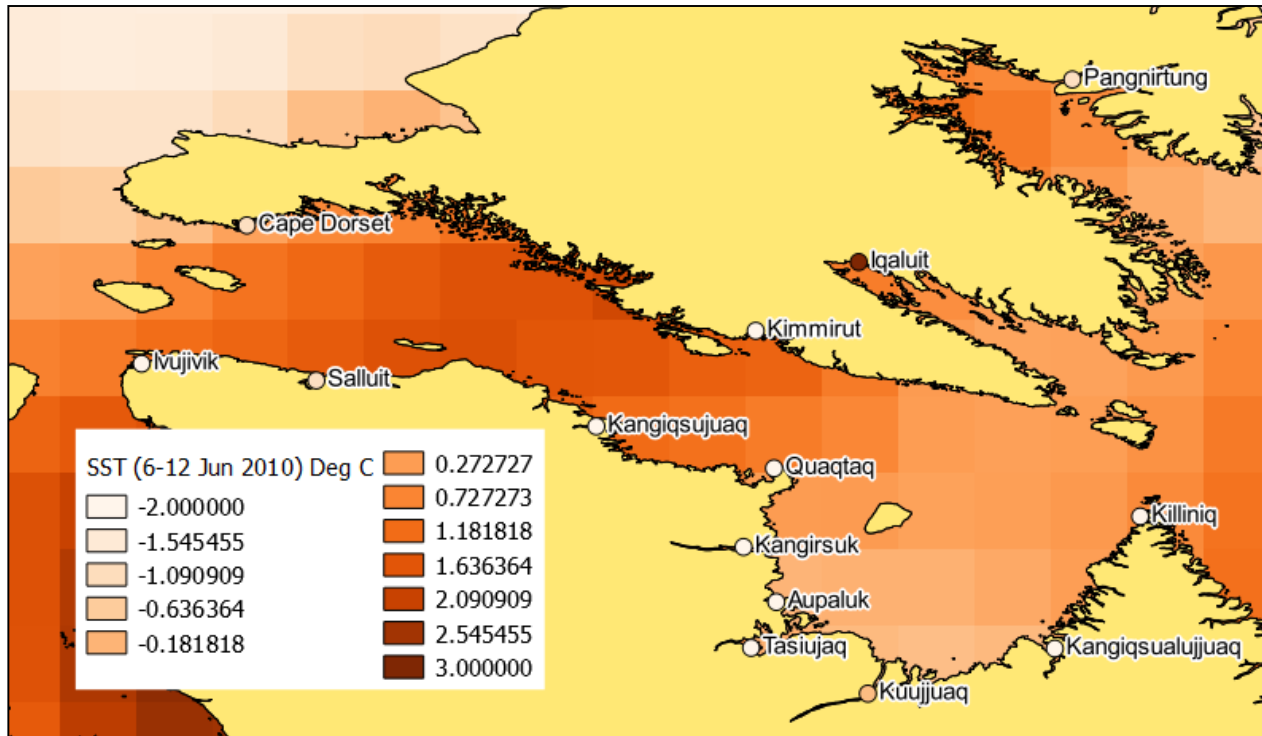 Pangnirtung
Cape Dorset
Iqaluit
Kimmirut
Ivujivik
Salluit
Kangiqsujuaq
SST (6-12 Jun 2010) Deg C
-2.000000
-1.545455
-1.090909
-0.636364
-0.181818
0.272727
0.727273
1.181818
1.636364
2.090909
2.545455
3.000000
Quaqtaq
Killiniq
Kangirsuk
Aupaluk
Tasiujaq
Kangiqsualujjuaq
Kuujjuaq